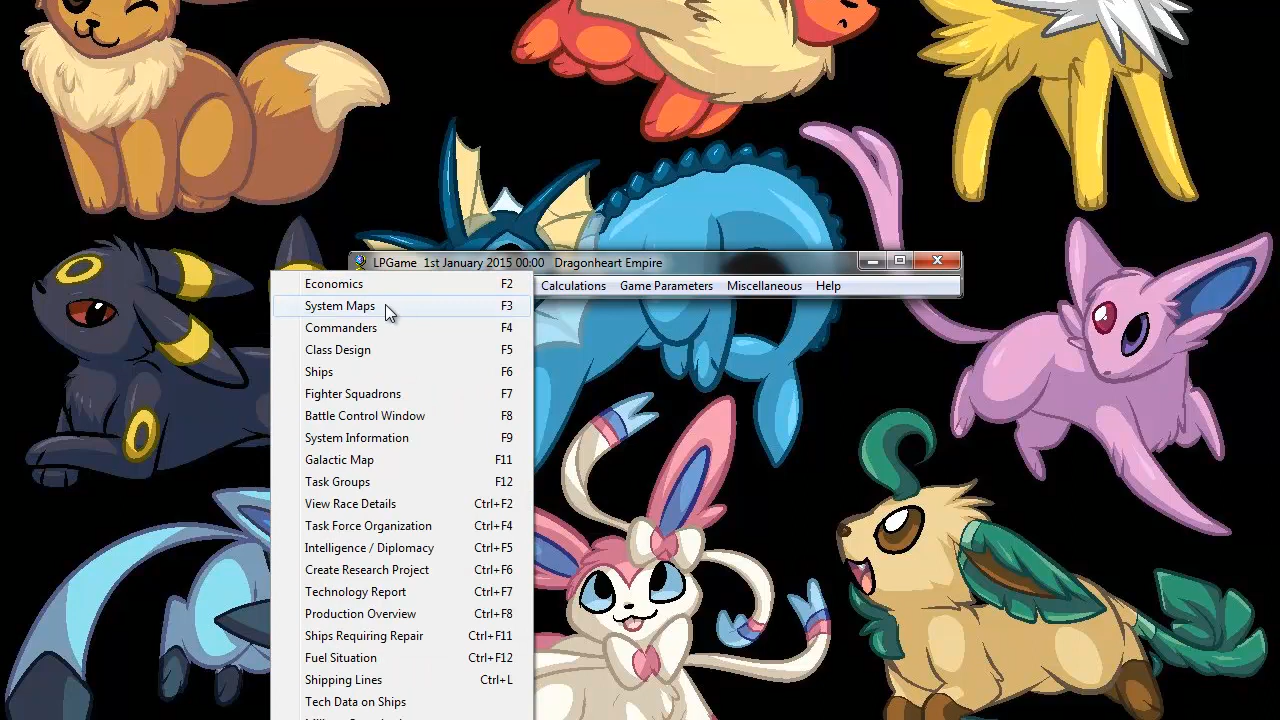 LPGame 1st January 2015 00:00 Dragonheart Empire
Calculations Game Parameters Miscellaneous Help
Economics F2
System Maps F3
Commanders F4
Class Design F5
Ships F6
Fighter Squadrons F7
Battle Control Window F8
System Information F9
Galactic Map F11
Task Groups F12
View Race Details Ctrl+F2
Task Force Organization Ctrl+F4
Intelligence / Diplomacy Ctrl+F5
Create Research Project Ctrl+F6
Technology Report Ctrl+F7
Production Overview Ctrl+F8
Ships Requiring Repair Ctrl+F11
Fuel Situation Ctrl+F12
Shipping Lines Ctrl+L
Tech Data on Ships